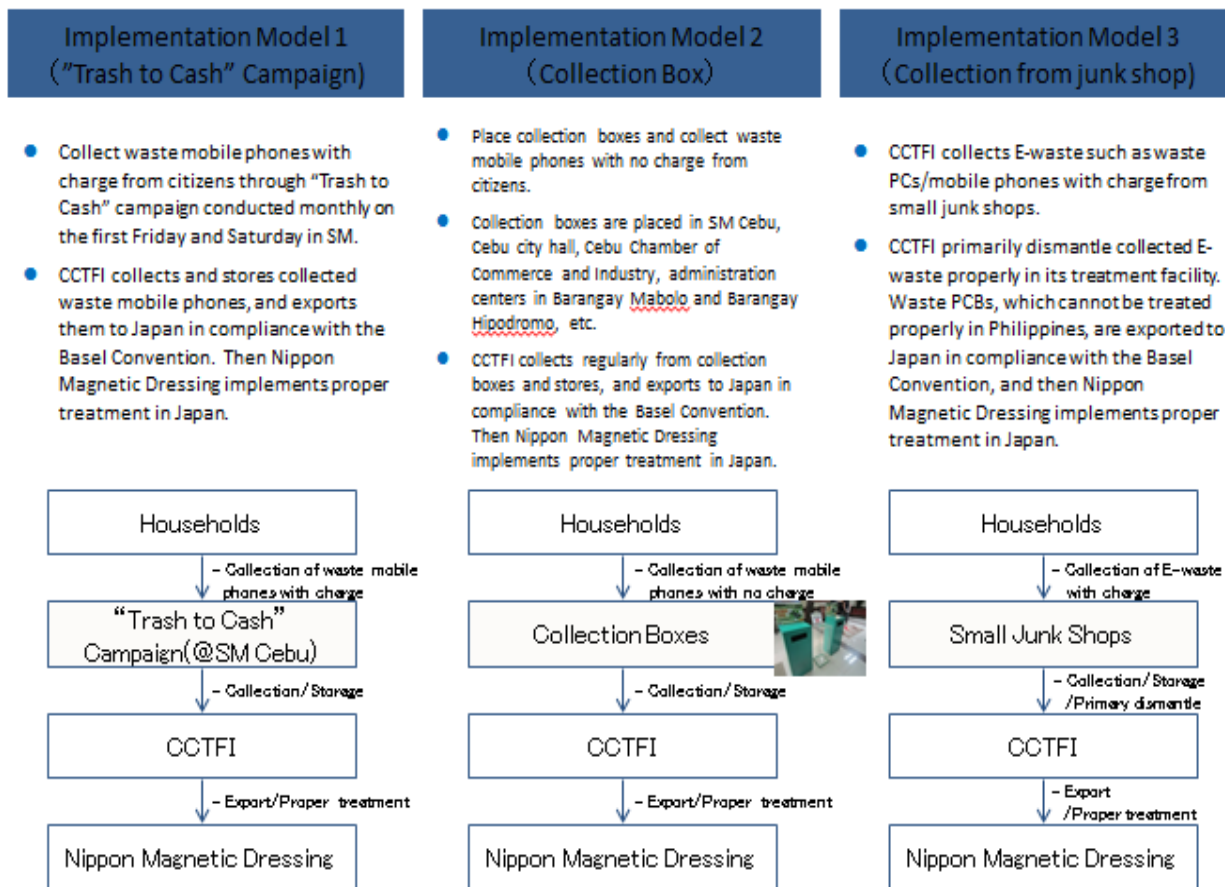 Implementation Model 1
("Trash to Cash" Campaign)
Collect waste mobile phones with
charge from citizens through "Trash to
Cash" campaign conducted monthly on
the first Friday and Saturday in SM.
CCTFI collects and stores collected
waste mobile phones, and exports
them to Japan in compliance with the
Basel Convention. Then Nippon
Magnetic Dressing implements proper
treatment in Japan.
Households
- Collection of waste mobile
phones with charge
"Trash to Cash"
Campaign(@SM Cebu)
- Collection/Storage
CCTFI
- Export/Proper treatment
Nippon Magnetic Dressing
Implementation Model 2
(Collection Box)
Place collection boxes and collect waste
mobile phones with no charge from
citizens.
Collection boxes are placed in SM Cebu,
Cebu city hall, Cebu Chamber of
Commerce and Industry, administration
centers in Barangay Mabolo and Barangay
Hipodromo, etc.
CCTFI collects regularly from collection
boxes and stores, and exports to Japan in
compliance with the Basel Convention.
Then Nippon Magnetic Dressing
implements proper treatment in Japan.
Households
- Collection of waste mobile
phones with no charge
Collection Boxes
- Collection/Storage
CCTFI
- Export/Proper treatment
Nippon Magnetic Dressing
Implementation Model 3
(Collection from junk shop)
CCTFI collects E-waste such as waste
PCs/mobile phones with charge from
small junk shops.
CCTFI primarily dismantle collected E-
waste properly in its treatment facility.
Waste PCBs, which cannot be treated
properly in Philippines, are exported to
Japan in compliance with the Basel
Convention, and then Nippon
Magnetic Dressing implements proper
treatment in Japan.
Households
- Collection of E-waste
with charge
Small Junk Shops
- Collection/Storage
/Primary dismantle
CCTFI
- Export
/Proper treatment
Nippon Magnetic Dressing